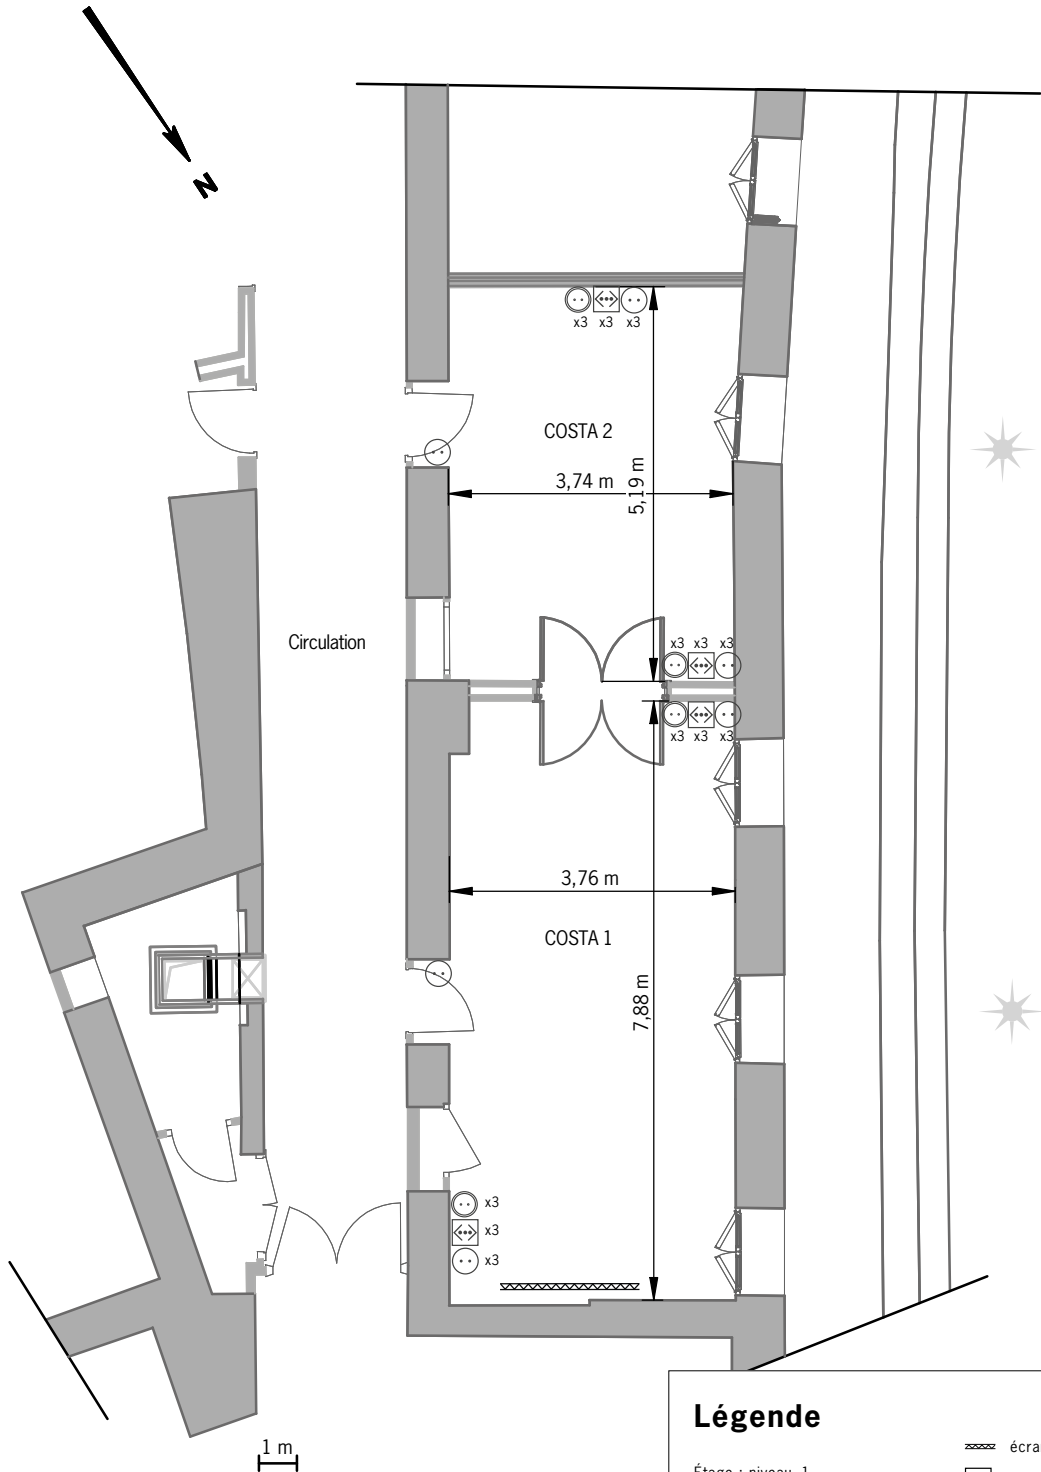 N
x3 x3 x3
COSTA 2
3,74 m
5,19 m
Circulation
x3 x3 x3
x3 x3 x3
3,76 m
COSTA 1
7,88 m
x3
x3
x3
1 m
Légende
Étage : niveau 1